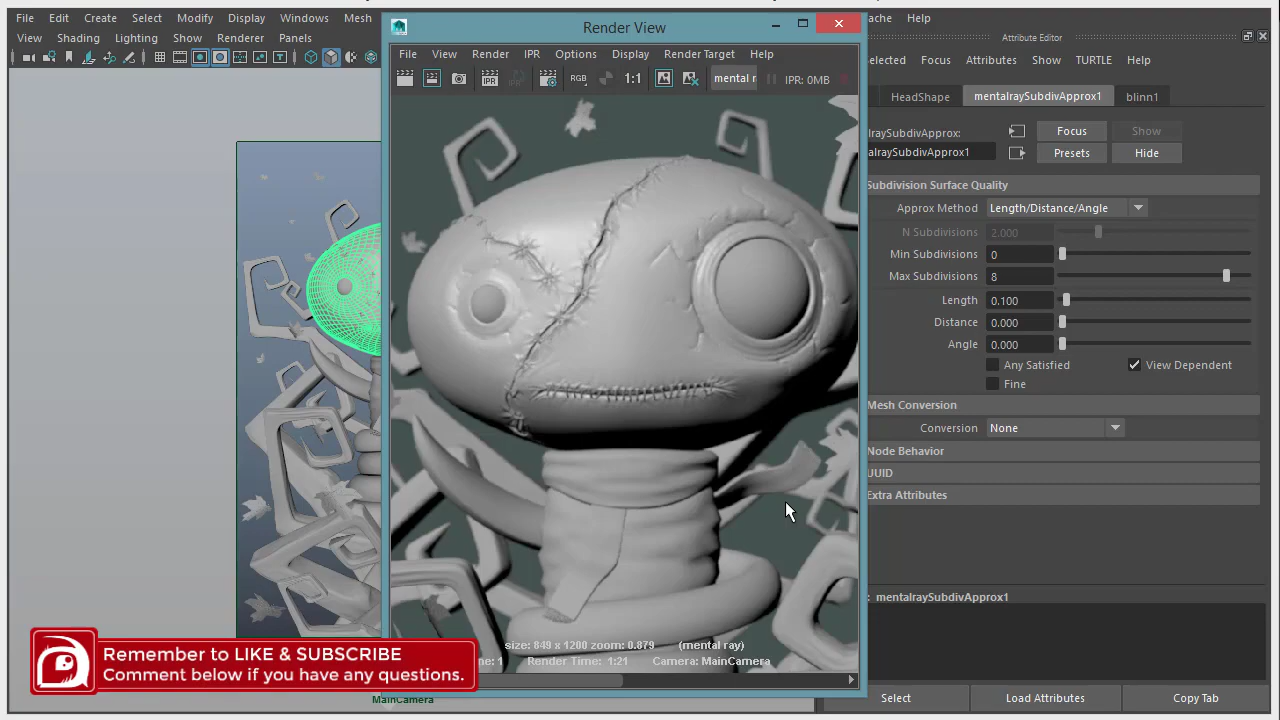 File Edit Create Select Modify Display Windows Mesh
View Shading Lighting Show Renderer Panels
Render View
File View Render IPR Options Display Render Target Help
RGB 1:1 mental r IPR: 0MB
size: 849 x 1200 zoom: 0.879 (mental ray)
Render Time: 1:21 Camera: MainCamera
Remember to LIKE & SUBSCRIBE
Comment below if you have any questions.
MainCamera
Help
Attribute Editor
Focus Attributes Show TURTLE Help
HeadShape mentalraySubdivApprox1 blinn1
Focus Show
Presets Hide
Subdivision Surface Quality
Approx Method Length/Distance/Angle
N Subdivisions 2.000
Min Subdivisions 0
Max Subdivisions 8
Length 0.100
Distance 0.000
Angle 0.000
Any Satisfied View Dependent
Fine
Mesh Conversion
Conversion None
Node Behavior
UUID
Extra Attributes
mentalraySubdivApprox1
Select Load Attributes Copy Tab